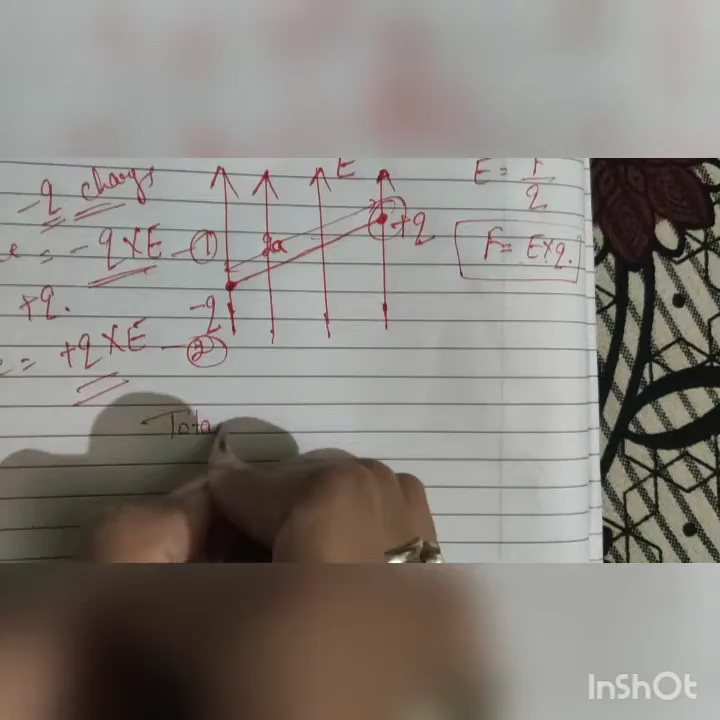 E
E = F/q
-q charge
= - q×E - ①
2a
+q
F = E×q.
+q.
-q
= +q×E - ②
Tota
InShOt